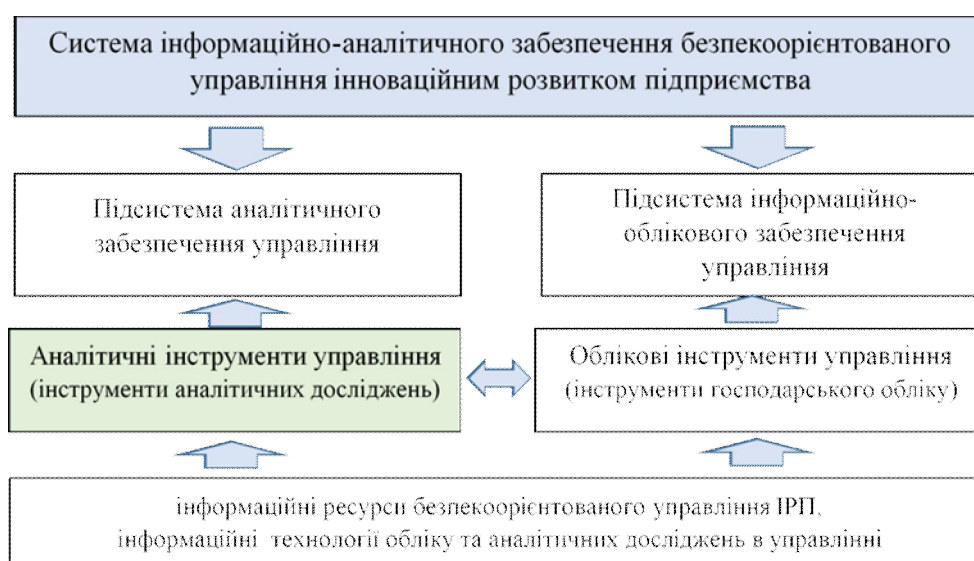 Система інформаційно-аналітичного забезпечення безпекоорієнтованого
управління інноваційним розвитком підприємства
Підсистема аналітичного
забезпечення управління
Підсистема інформаційно-
облікового забезпечення
управління
Аналітичні інструменти управління
(інструменти аналітичних досліджень)
Облікові інструменти управління
(інструменти господарського обліку)
інформаційні ресурси безпекоорієнтованого управління ІРП,
інформаційні технології обліку та аналітичних досліджень в управлінні